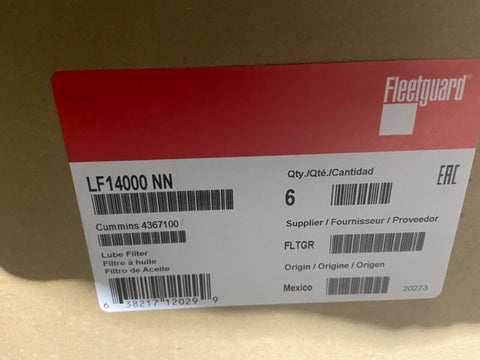 Fleetguard®
LF14000 NN
Cummins 4367100
Lube Filter
Filtre à huile
Filtro de Aceite
6 38217 12029 9
Qty./Qté./Cantidad
6
EAC
Supplier / Fournisseur / Proveedor
FLTGR
Origin / Origine / Origen
Mexico
20273